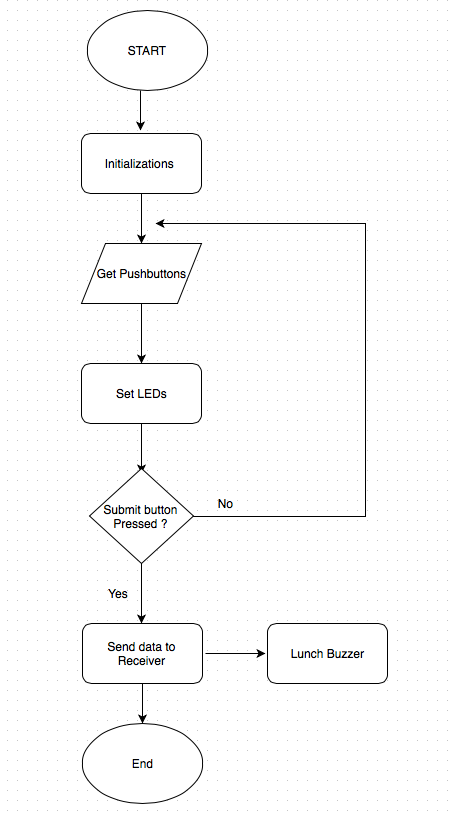 START
Initializations
Get Pushbuttons
Set LEDs
Submit button
Pressed ?
No
Yes
Send data to
Receiver
Lunch Buzzer
End